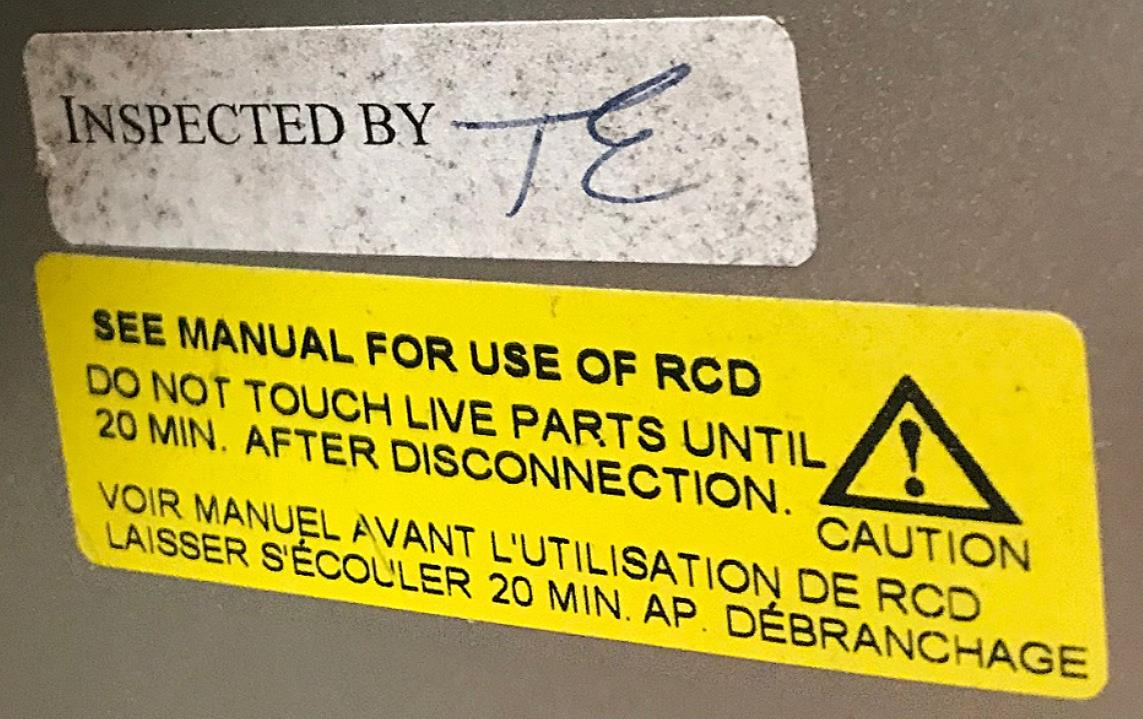 INSPECTED BY TE
SEE MANUAL FOR USE OF RCD
DO NOT TOUCH LIVE PARTS UNTIL
20 MIN. AFTER DISCONNECTION.
CAUTION
VOIR MANUEL AVANT L'UTILISATION DE RCD
LAISSER S'ÉCOULER 20 MIN. AP. DÉBRANCHAGE